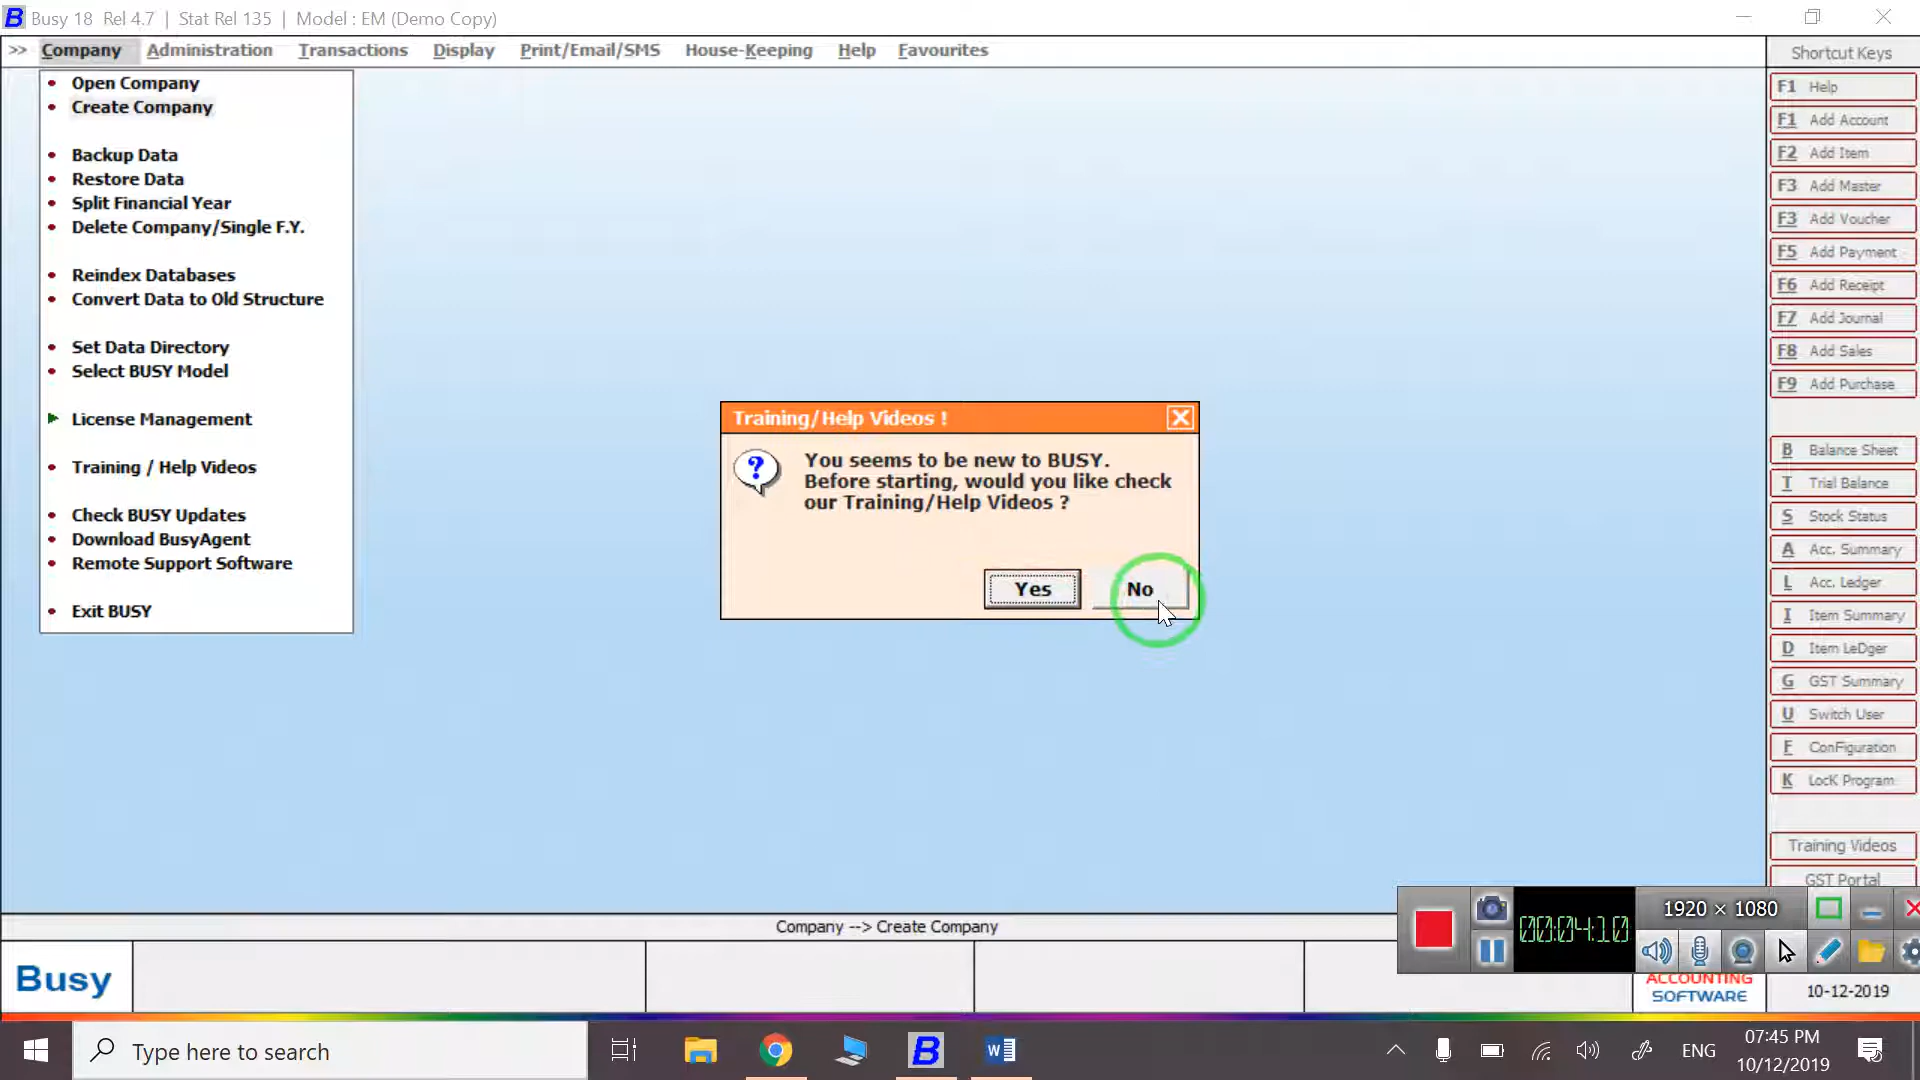 Busy 18 Rel 4.7 | Stat Rel 135 | Model : EM (Demo Copy)
>> Company Administration Transactions Display Print/Email/SMS House-Keeping Help Favourites
Open Company
Create Company
Backup Data
Restore Data
Split Financial Year
Delete Company/Single F.Y.
Reindex Databases
Convert Data to Old Structure
Set Data Directory
Select BUSY Model
License Management
Training / Help Videos
Check BUSY Updates
Download BusyAgent
Remote Support Software
Exit BUSY
Training/Help Videos !
You seems to be new to BUSY.
Before starting, would you like check
our Training/Help Videos ?
Yes No
Shortcut Keys
F1 Help
F1 Add Account
F2 Add Item
F3 Add Master
F3 Add Voucher
F5 Add Payment
F6 Add Receipt
F7 Add Journal
F8 Add Sales
F9 Add Purchase
B Balance Sheet
T Trial Balance
S Stock Status
A Acc. Summary
L Acc. Ledger
I Item Summary
D Item LeDger
G GST Summary
U Switch User
F ConFiguration
K LocK Program
Training Videos
GST Portal
Company --> Create Company
00:04:10
1920 × 1080
Busy
ACCOUNTING
SOFTWARE
10-12-2019
Type here to search
ENG
07:45 PM
10/12/2019